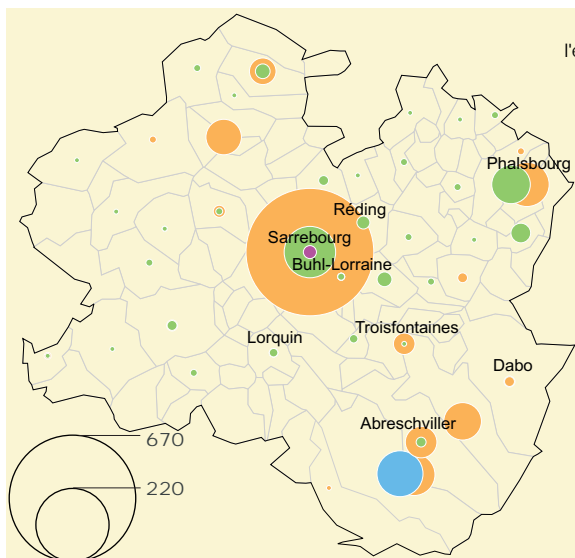 l'e
Phalsbourg
Réding
Sarrebourg
Buhl-Lorraine
Troisfontaines
Lorquin
Dabo
Abreschviller
670
220